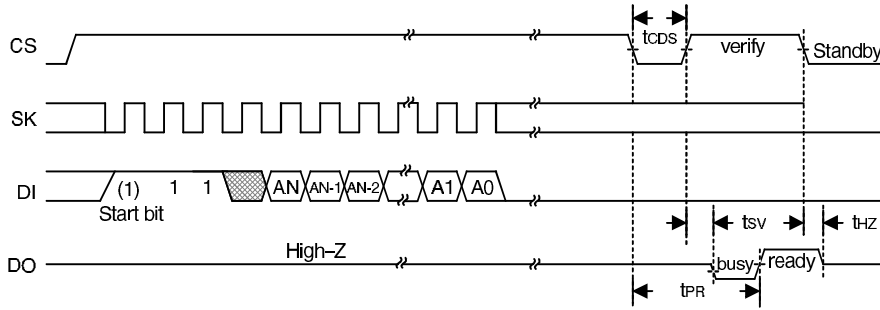 CS
tCDS
verify
Standby
SK
DI
(1) 1 1 AN AN-1 AN-2 A1 A0
Start bit
tSV
tHZ
DO
High–Z
busy
ready
tPR